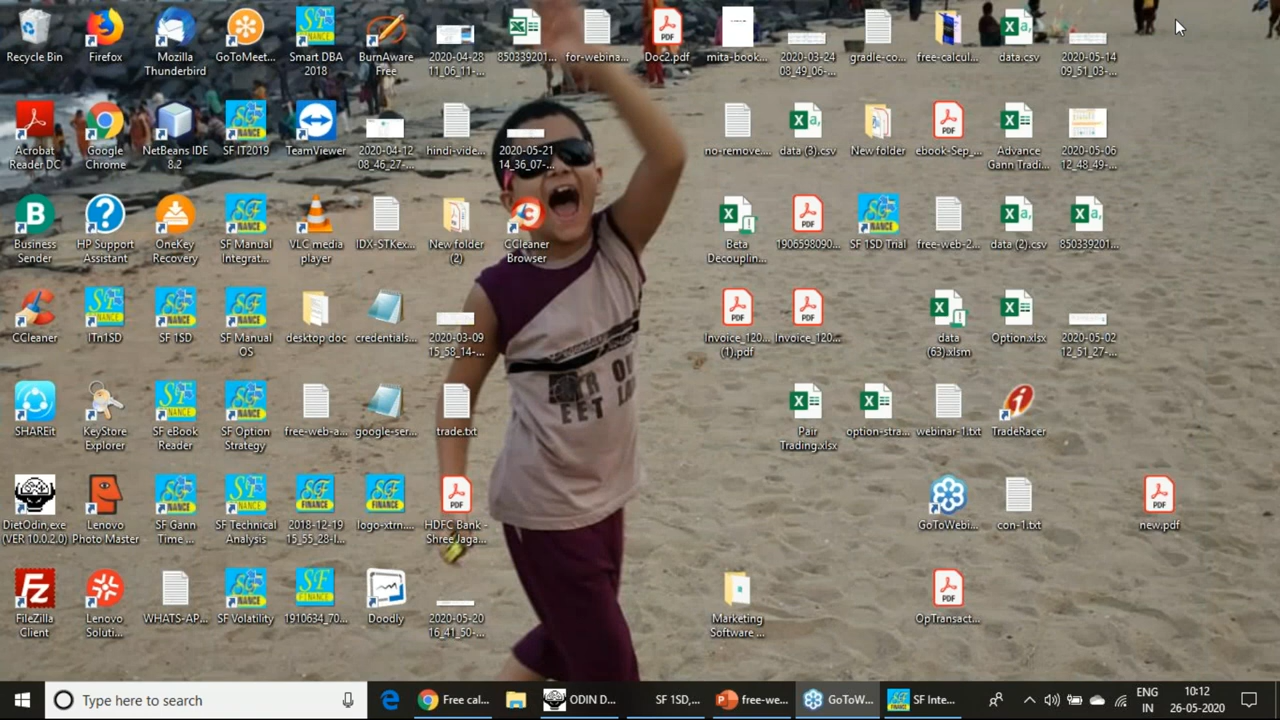 Recycle Bin
Firefox
Mozilla
Thunderbird
GoToMeet...
Smart DBA
2018
BurnAware
Free
2020-04-28
11_06_11-...
850339201...
for-webina...
Doc2.pdf
mita-book...
2020-03-24
08_49_06-...
gradle-co...
free-calcul...
data.csv
2020-05-14
09_51_03-...
Acrobat
Reader DC
Google
Chrome
NetBeans IDE
8.2
SF IT2019
TeamViewer
2020-04-12
08_46_27-...
hindi-vide...
2020-05-21
14_36_07-...
no-remove...
data (3).csv
New folder
ebook-Sep_...
Advance
Gann Tradi...
2020-05-06
12_48_49-...
Business
Sender
HP Support
Assistant
OneKey
Recovery
SF Manual
Integrat...
VLC media
player
IDX-STKex...
New folder
(2)
CCleaner
Browser
Beta
Decouplin...
1906598090...
SF 1SD Trial
free-web-2...
data (2).csv
850339201...
CCleaner
ITn1SD
SF 1SD
SF Manual
OS
desktop doc
credentials...
2020-03-09
15_58_14-...
Invoice_120...
(1).pdf
Invoice_120...
data
(63).xlsm
Option.xlsx
2020-05-02
12_51_27-...
SHAREit
KeyStore
Explorer
SF eBook
Reader
SF Option
Strategy
free-web-a...
google-ser...
trade.txt
Pair
Trading.xlsx
option-stra...
webinar-1.txt
TradeRacer
DietOdin,exe
(VER 10.0.2.0)
Lenovo
Photo Master
SF Gann
Time ...
SF Technical
Analysis
2018-12-19
15_55_28-l...
logo-xtrn....
HDFC Bank -
Shree Jaga...
GoToWebi...
con-1.txt
new.pdf
FileZilla
Client
Lenovo
Soluti...
WHATS-AP...
SF Volatility
1910634_70...
Doodly
2020-05-20
16_41_50-...
Marketing
Software ...
OpTransact...
Type here to search
Free cal...
ODIN D...
SF 1SD,...
free-we...
GoToW...
SF Inte...
ENG
IN
10:12
26-05-2020